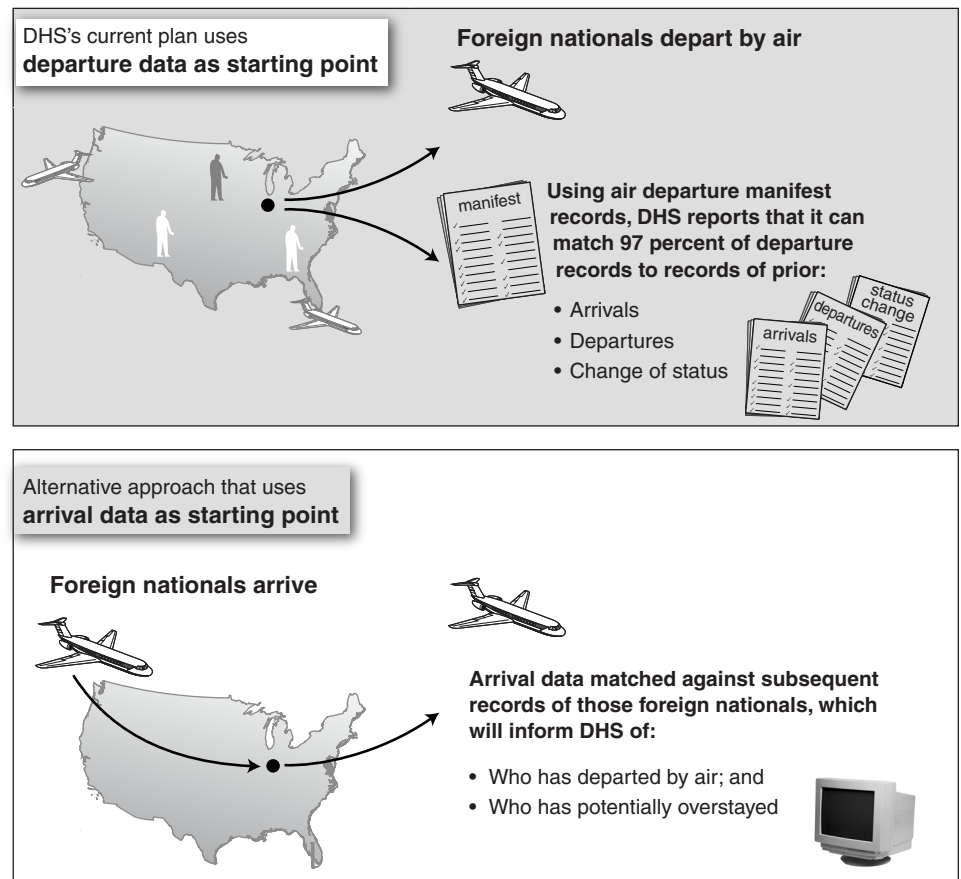 DHS's current plan uses
departure data as starting point
Foreign nationals depart by air
manifest
Using air departure manifest
records, DHS reports that it can
match 97 percent of departure
records to records of prior:
• Arrivals
• Departures
• Change of status
arrivals
departures
status
change
Alternative approach that uses
arrival data as starting point
Foreign nationals arrive
Arrival data matched against subsequent
records of those foreign nationals, which
will inform DHS of:
• Who has departed by air; and
• Who has potentially overstayed